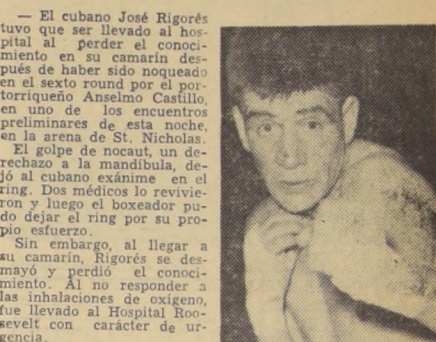 — El cubano José Rigorés
tuvo que ser llevado al hos-
pital al perder el conoci-
miento en su camarín des-
pués de haber sido noqueado
en el sexto round por el por-
torriqueño Anselmo Castillo,
en uno de los encuentros
preliminares de esta noche,
en la arena de St. Nicholas.
El golpe de nocaut, un de-
rechazo a la mandíbula, de-
jó al cubano exánime en el
ring. Dos médicos lo revivie-
ron y luego el boxeador pu-
do dejar el ring por su pro-
pio esfuerzo.
Sin embargo, al llegar a
su camarín, Rigorés se des-
mayó y perdió el conoci-
miento. Al no responder a
las inhalaciones de oxígeno,
fue llevado al Hospital Roo-
sevelt con carácter de ur-
gencia.